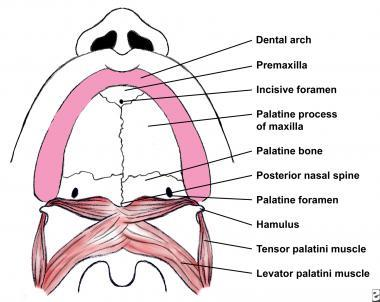 Dental arch
Premaxilla
Incisive foramen
Palatine process
of maxilla
Palatine bone
Posterior nasal spine
Palatine foramen
Hamulus
Tensor palatini muscle
Levator palatini muscle